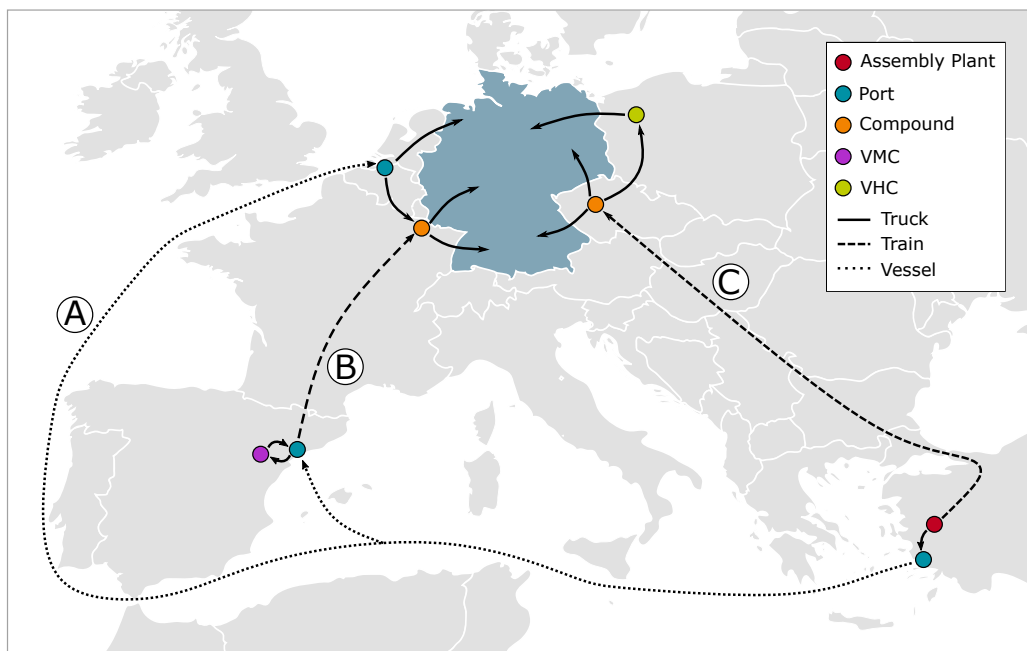 Assembly Plant
Port
Compound
VMC
VHC
Truck
Train
Vessel
A
B
C